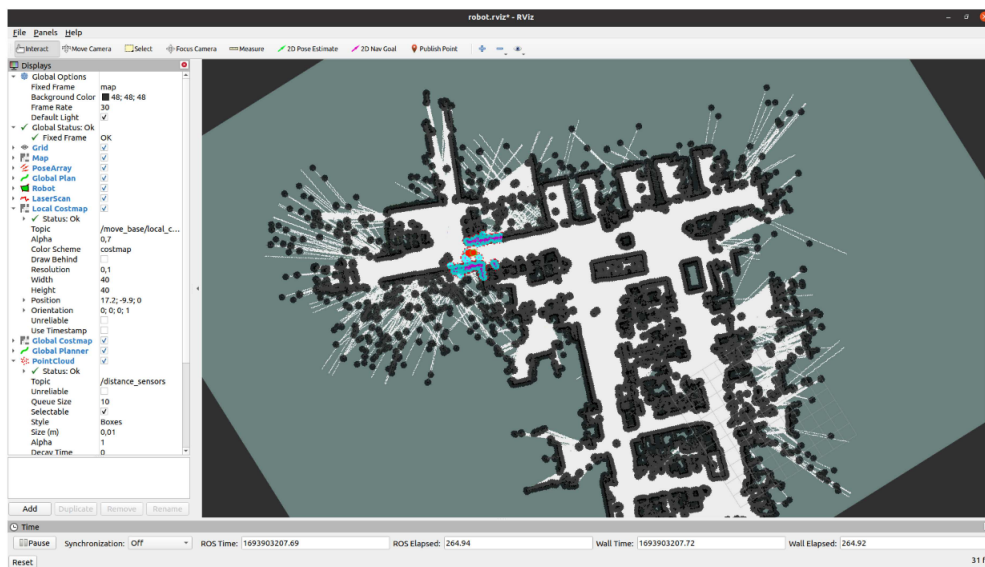 robot.rviz* - RViz
File Panels Help
Interact Move Camera Select Focus Camera Measure 2D Pose Estimate 2D Nav Goal Publish Point
Displays
Global Options
Fixed Frame map
Background Color 48; 48; 48
Frame Rate 30
Default Light
Global Status: Ok
Fixed Frame OK
Grid
Map
PoseArray
Global Plan
Robot
LaserScan
Local Costmap
Status: Ok
Topic /move_base/local_c...
Alpha 0,7
Color Scheme costmap
Draw Behind
Resolution 0,1
Width 40
Height 40
Position 17.2; -9.9; 0
Orientation 0; 0; 0; 1
Unreliable
Use Timestamp
Global Costmap
Global Planner
PointCloud
Status: Ok
Topic /distance_sensors
Unreliable
Queue Size 10
Selectable
Style Boxes
Size (m) 0,01
Alpha 1
Decay Time 0
Add Duplicate Remove Rename
Time
Pause Synchronization: Off ROS Time: 1693903207.69 ROS Elapsed: 264.94 Wall Time: 1693903207.72 Wall Elapsed: 264.92
Reset 31 f